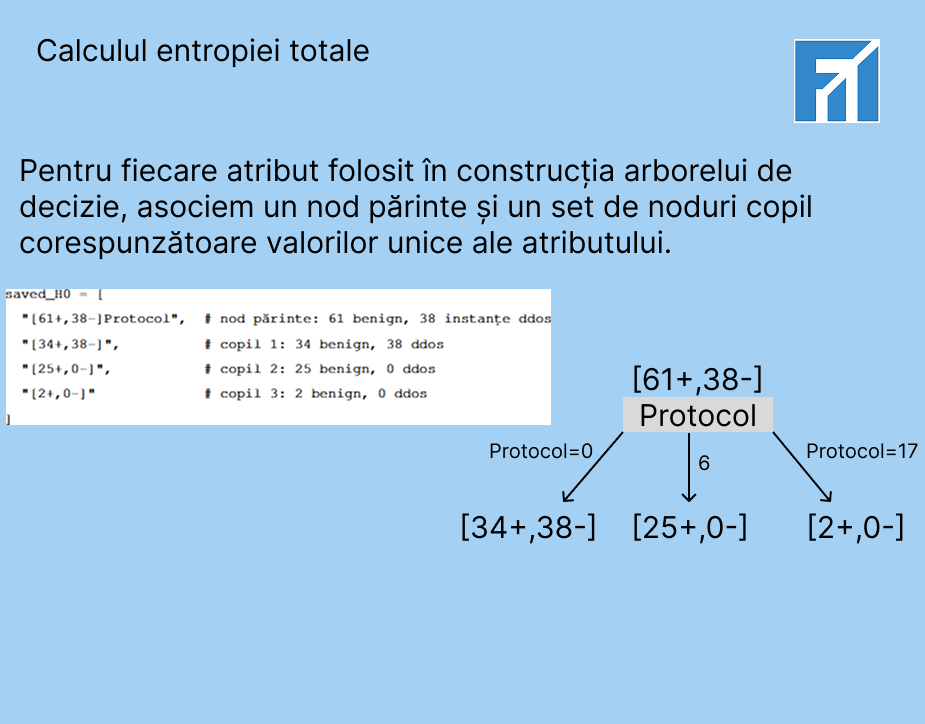 Calculul entropiei totale
Pentru fiecare atribut folosit în construcția arborelui de
decizie, asociem un nod părinte și un set de noduri copil
corespunzătoare valorilor unice ale atributului.
saved_H0 = [
"[61+,38-]Protocol", # nod părinte: 61 benign, 38 instanțe ddos
"[34+,38-]", # copil 1: 34 benign, 38 ddos
"[25+,0-]", # copil 2: 25 benign, 0 ddos
"[2+,0-]" # copil 3: 2 benign, 0 ddos
]
[61+,38-]
Protocol
Protocol=0
6
Protocol=17
[34+,38-]
[25+,0-]
[2+,0-]